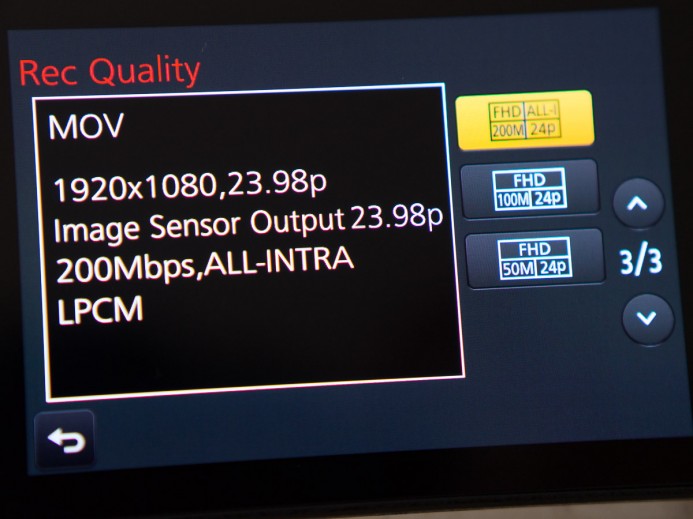 Rec Quality
MOV
1920x1080,23.98p
Image Sensor Output 23.98p
200Mbps,ALL-INTRA
LPCM
FHD ALL-I
200M 24p
FHD
100M 24p
FHD
50M 24p
3/3